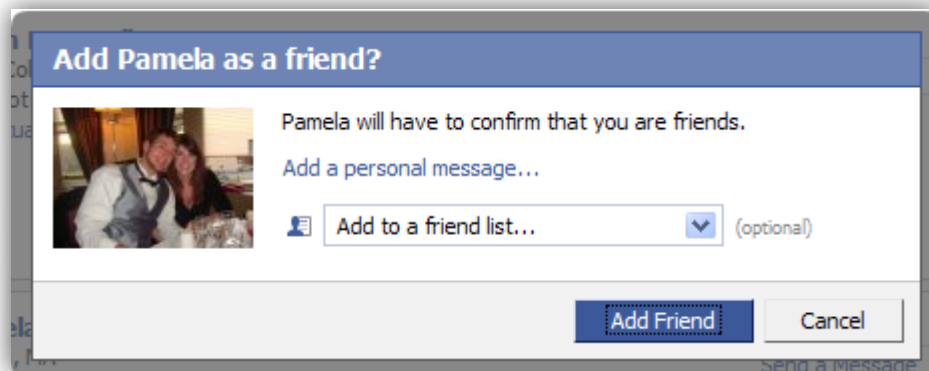 Add Pamela as a friend?
Pamela will have to confirm that you are friends.
Add a personal message...
Add to a friend list...
(optional)
Add Friend
Cancel
Send a Message